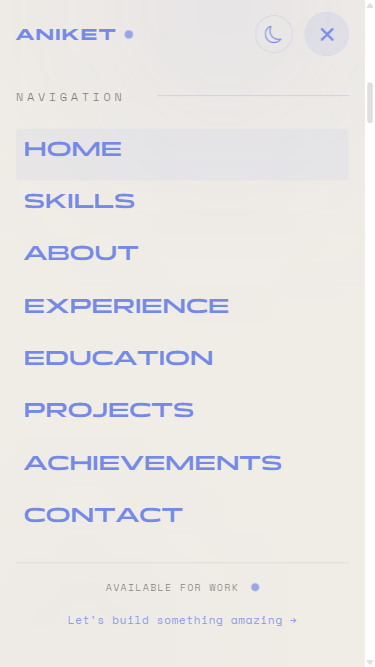 ANIKET
NAVIGATION
HOME
SKILLS
ABOUT
EXPERIENCE
EDUCATION
PROJECTS
ACHIEVEMENTS
CONTACT
AVAILABLE FOR WORK
Let's build something amazing →